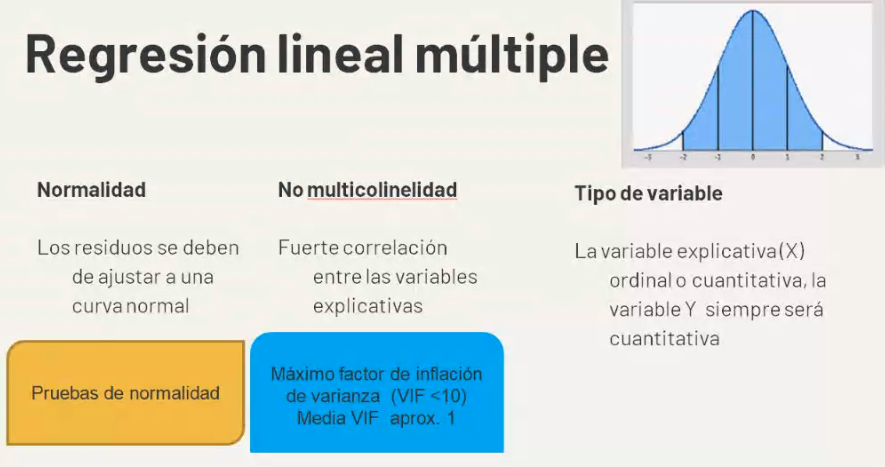 Regresión lineal múltiple
-3 -2 -1 0 1 2 3
Normalidad
Los residuos se deben
de ajustar a una
curva normal
Pruebas de normalidad
No multicolinelidad
Fuerte correlación
entre las variables
explicativas
Máximo factor de inflación
de varianza (VIF <10)
Media VIF aprox. 1
Tipo de variable
La variable explicativa (X)
ordinal o cuantitativa, la
variable Y siempre será
cuantitativa